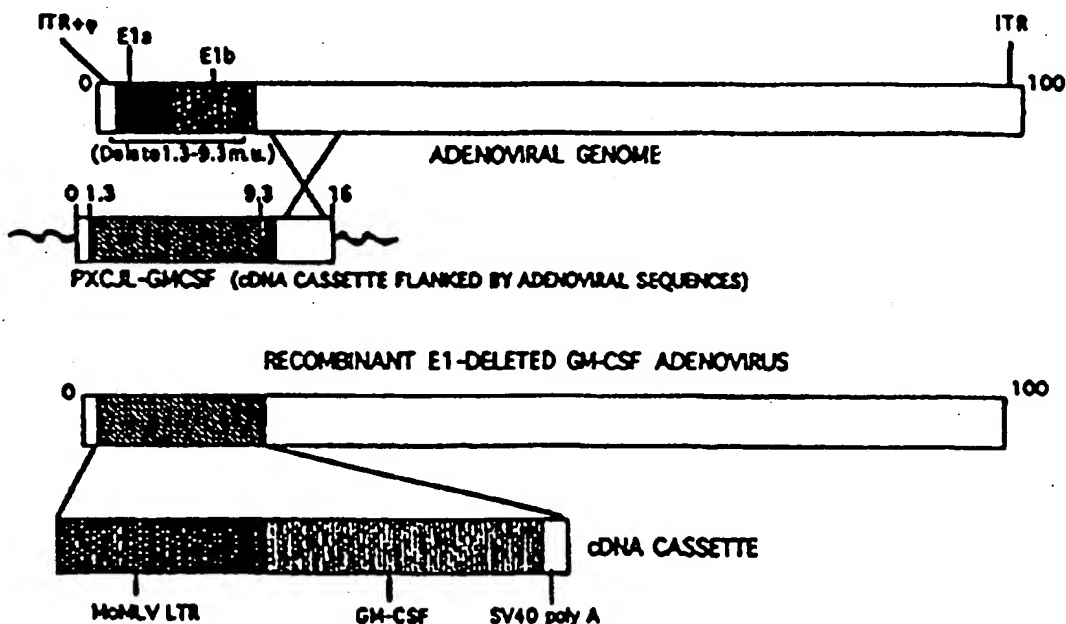 ITR+φ
E1a
E1b
ITR
0
100
(Delete 1.3-9.3 m.u.)
ADENOVIRAL GENOME
0 1.3
9.3
16
PXCJL-GMCSF (cDNA CASSETTE FLANKED BY ADENOVIRAL SEQUENCES)
RECOMBINANT E1-DELETED GM-CSF ADENOVIRUS
0
100
cDNA CASSETTE
MoMLV LTR
GM-CSF
SV40 poly A